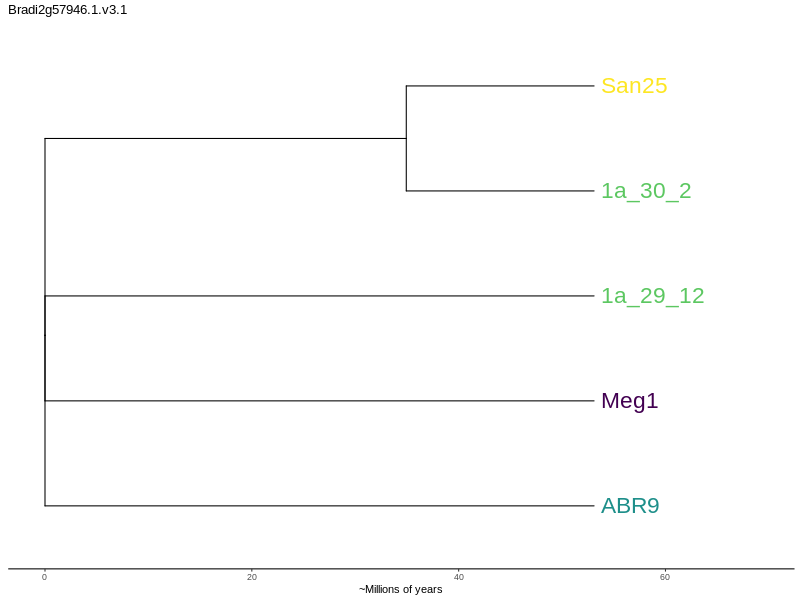 Bradi2g57946.1.v3.1
San25
1a_30_2
1a_29_12
Meg1
ABR9
0 20 40 60
~Millions of years